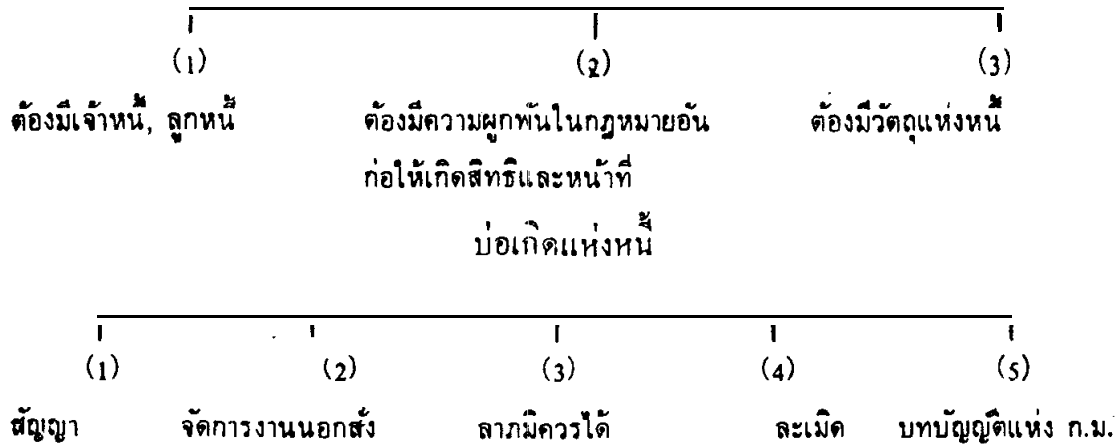 (1) (2) (3)
ต้องมีเจ้าหนี้, ลูกหนี้ ต้องมีความผูกพันในกฎหมายอัน ต้องมีวัตถุแห่งหนี้
ก่อให้เกิดสิทธิและหน้าที่
บ่อเกิดแห่งหนี้
(1) (2) (3) (4) (5)
สัญญา จัดการงานนอกสั่ง ลาภมิควรได้ ละเมิด บทบัญญัติแห่ง ก.ม.